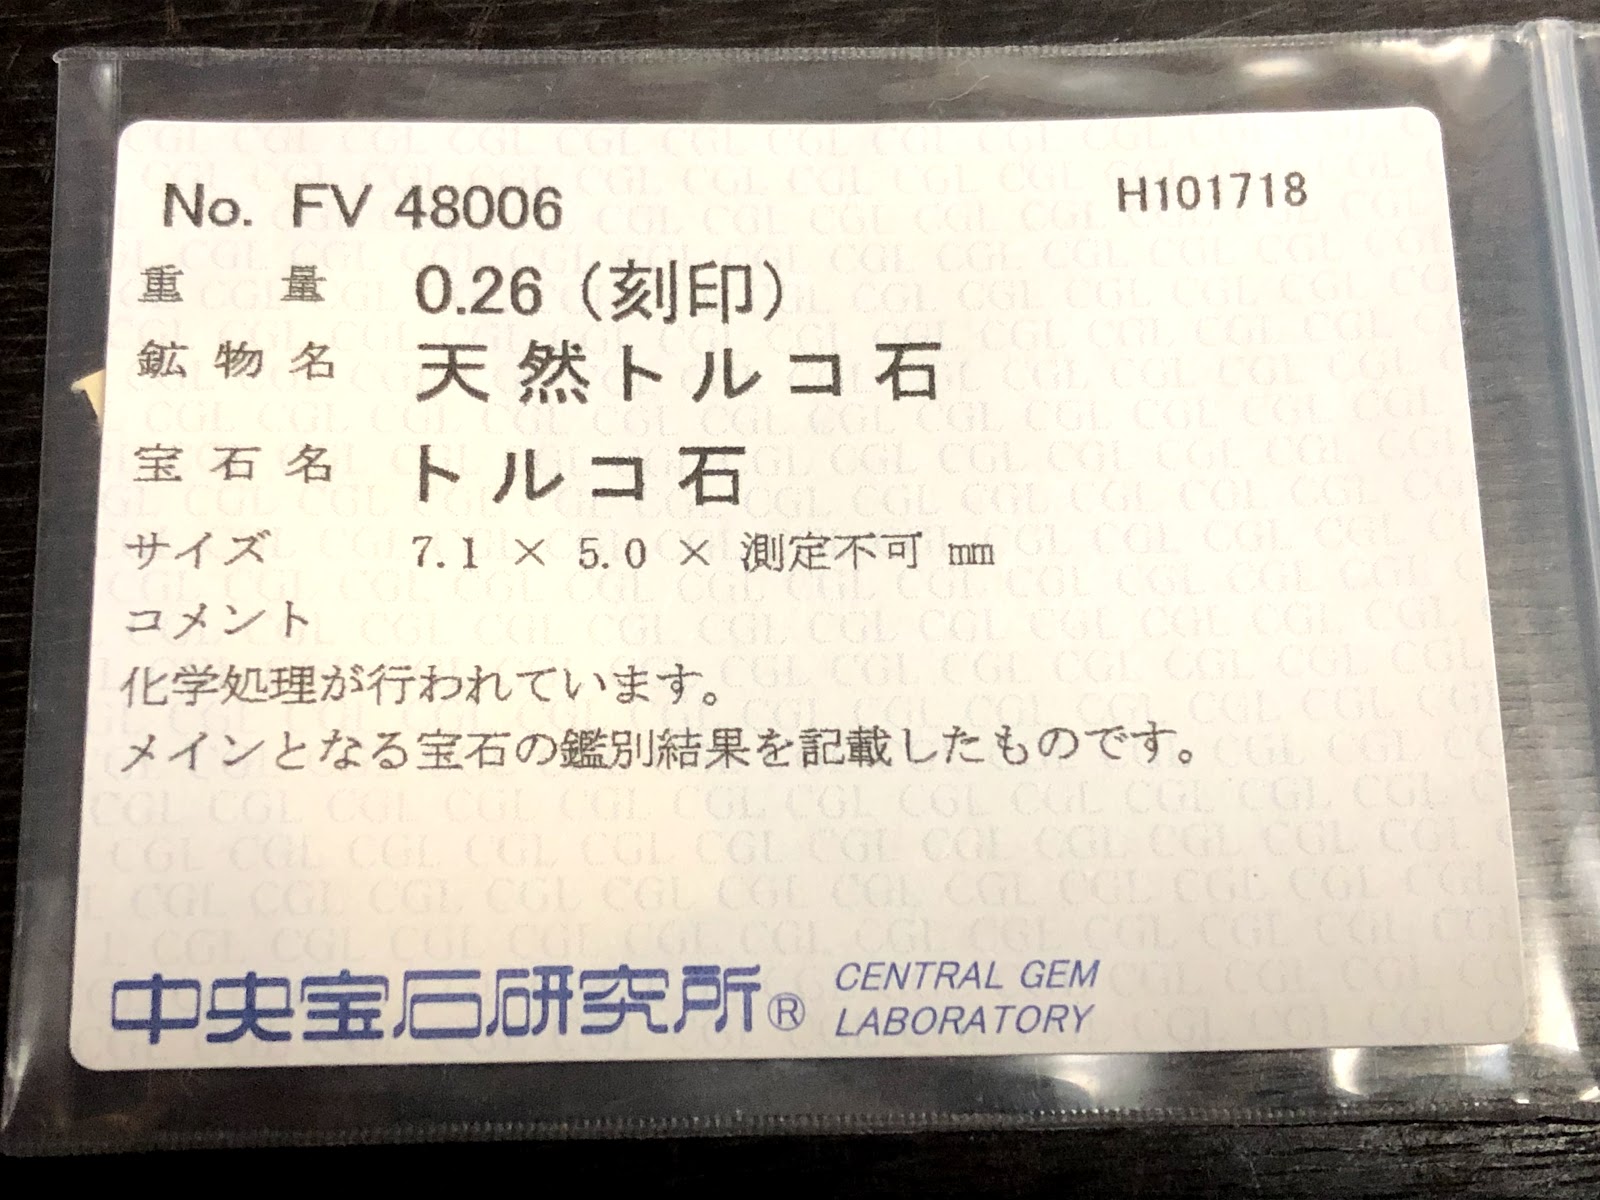 No. FV 48006 H101718
重量 0.26（刻印）
鉱物名 天然トルコ石
宝石名 トルコ石
サイズ 7.1 × 5.0 × 測定不可 mm
コメント
化学処理が行われています。
メインとなる宝石の鑑別結果を記載したものです。
中央宝石研究所® CENTRAL GEM
LABORATORY